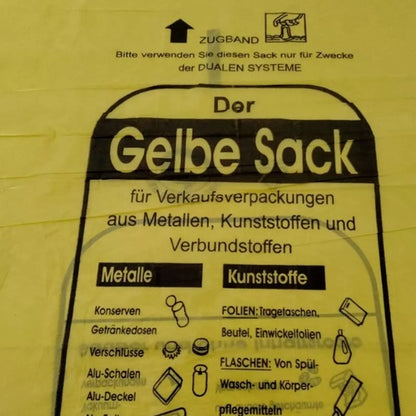 ZUGBAND
Bitte verwenden Sie diesen Sack nur für Zwecke
der DUALEN SYSTEME
Der
Gelbe Sack
für Verkaufsverpackungen
aus Metallen, Kunststoffen und
Verbundstoffen
Metalle
Konserven
Getränkedosen
Verschlüsse
Alu-Schalen
Alu-Deckel
Kunststoffe
FOLIEN: Tragetaschen,
Beutel, Einwickelfolien
FLASCHEN: Von Spül-
Wasch- und Körper-
pflegemitteln